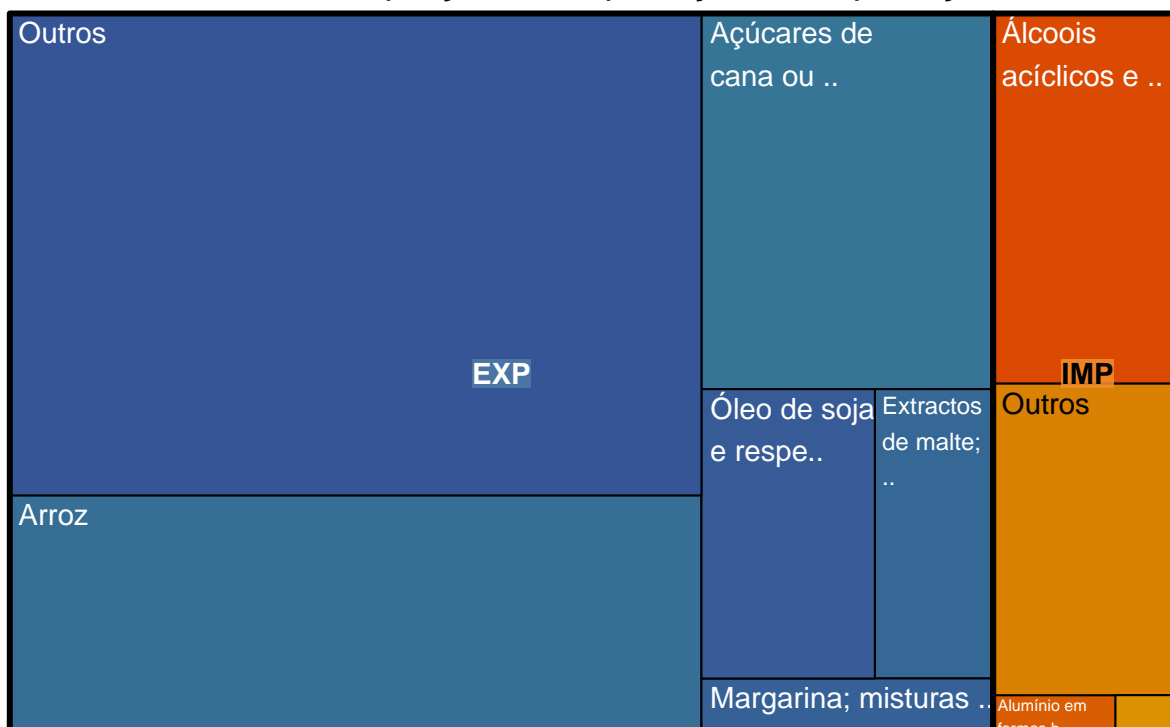 Outros
EXP
Arroz
Açúcares de
cana ou ..
Óleo de soja
e respe..
Extractos
de malte;
..
Margarina; misturas ..
Álcoois
acíclicos e ..
IMP
Outros
Alumínio em